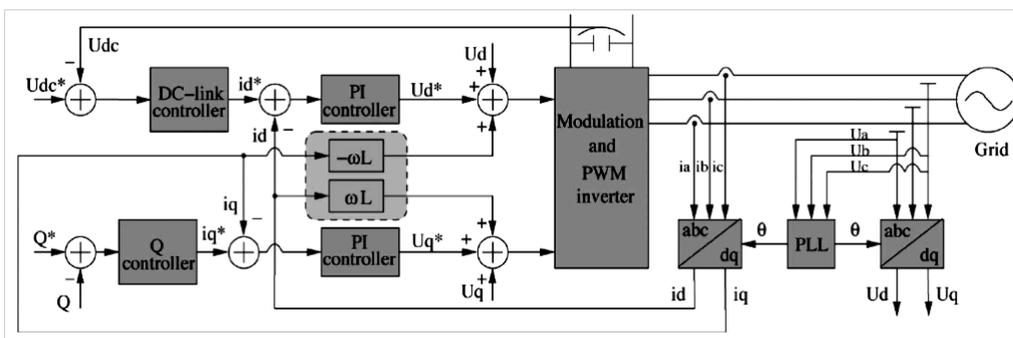 Udc
Ud
Udc*
DC-link
controller
id*
PI
controller
Ud*
id
-ωL
ωL
iq
Q*
Q
controller
iq*
PI
controller
Uq*
Q
Uq
Modulation
and
PWM
inverter
Grid
Ua
Ub
Uc
ia ib ic
abc
dq
θ
PLL
θ
abc
dq
id
iq
Ud
Uq